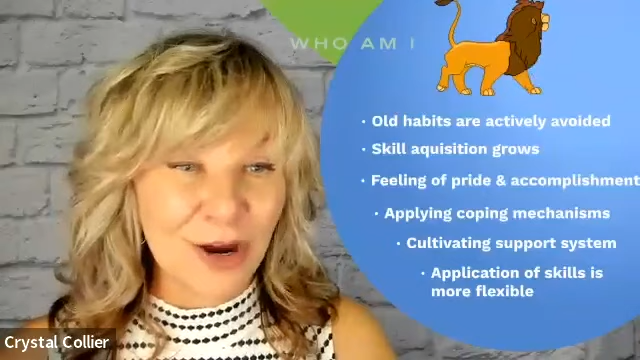 WHO AM I
· Old habits are actively avoided
· Skill aquisition grows
· Feeling of pride & accomplishment
· Applying coping mechanisms
· Cultivating support system
· Application of skills is
more flexible
Crystal Collier